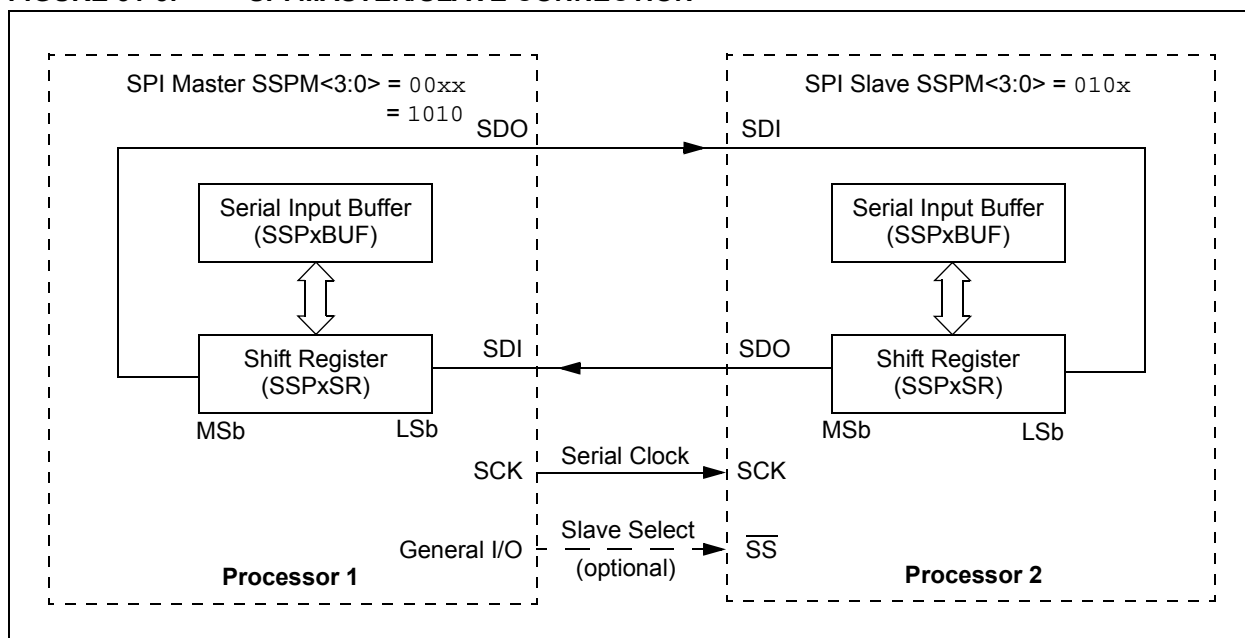 SPI Master SSPM<3:0> = 00xx
= 1010
SPI Slave SSPM<3:0> = 010x
SDO
SDI
Serial Input Buffer
(SSPxBUF)
Serial Input Buffer
(SSPxBUF)
SDI
SDO
Shift Register
(SSPxSR)
Shift Register
(SSPxSR)
MSb
LSb
MSb
LSb
SCK
Serial Clock
SCK
General I/O
Slave Select
(optional)
SS
Processor 1
Processor 2